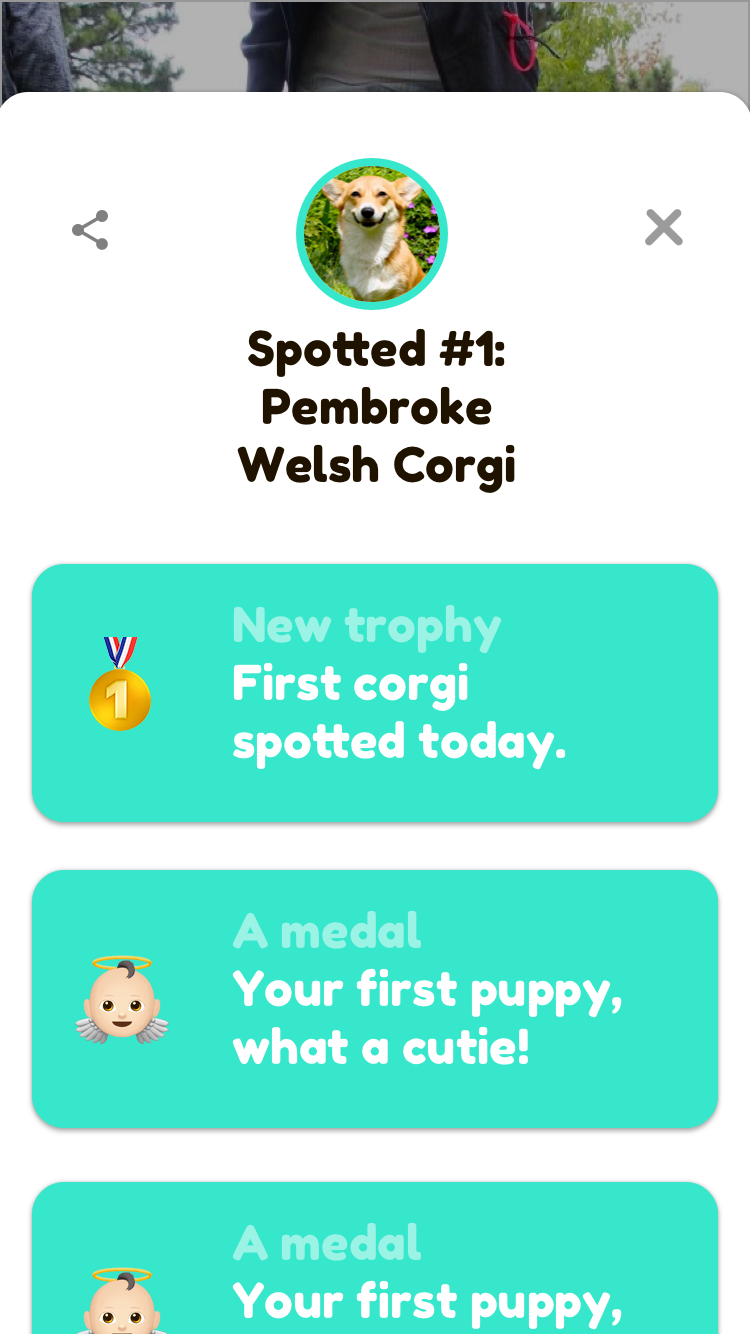 Spotted #1:
Pembroke
Welsh Corgi
New trophy
First corgi
spotted today.
A medal
Your first puppy,
what a cutie!
A medal
Your first puppy,